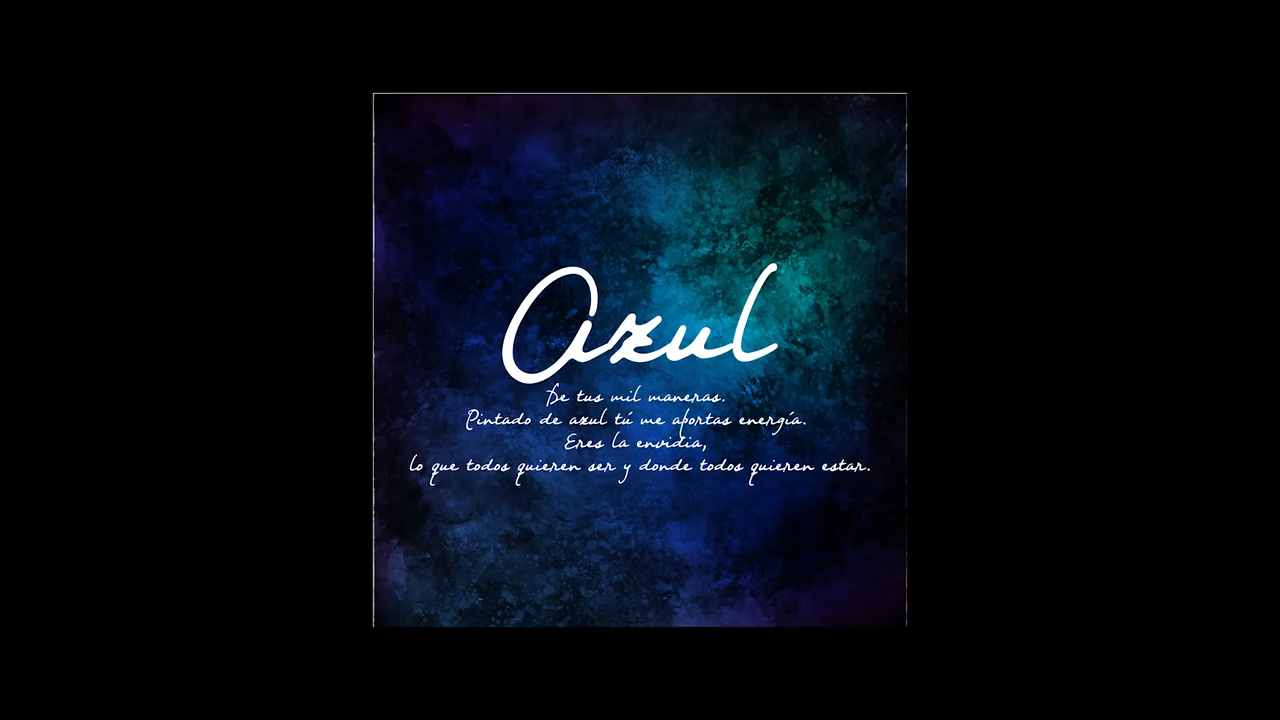 Azul
De tus mil maneras.
Pintado de azul tú me aportas energía.
Eres la envidia,
lo que todos quieren ser y donde todos quieren estar.